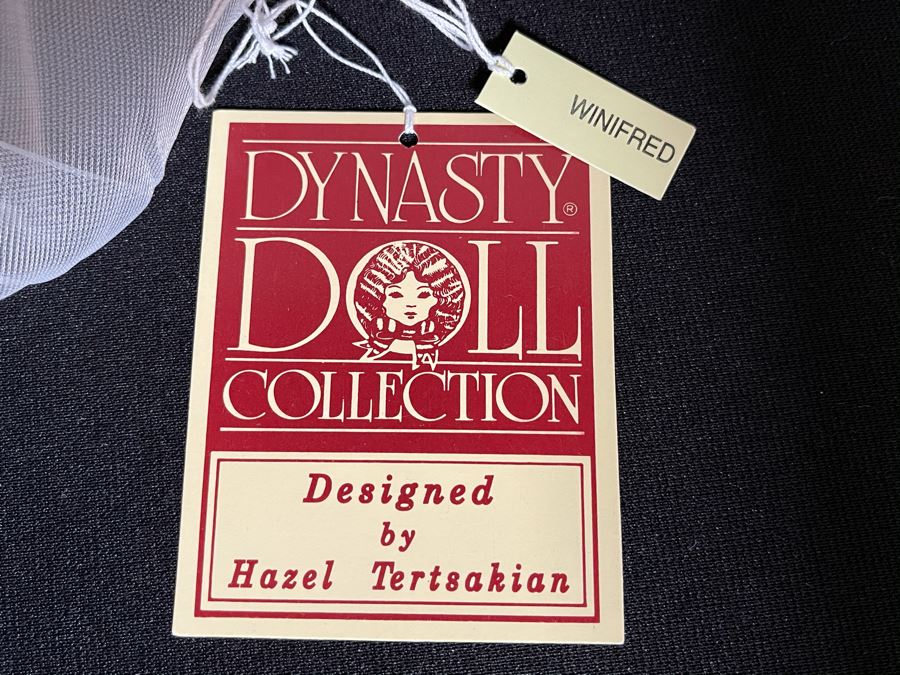 WINIFRED
DYNASTY®
DOLL
COLLECTION
Designed
by
Hazel Tertsakian